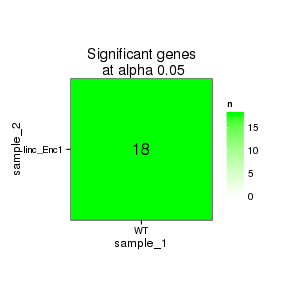 Significant genes
at alpha 0.05
n
15
10
5
0
sample_2
linc_Enc1
18
WT
sample_1